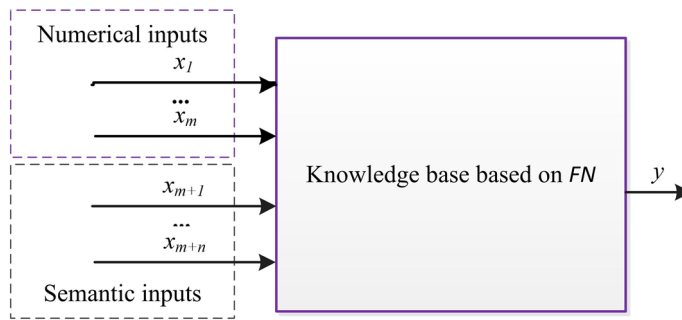 Numerical inputs
x1
...
xm
xm+1
...
xm+n
Semantic inputs
Knowledge base based on FN
y